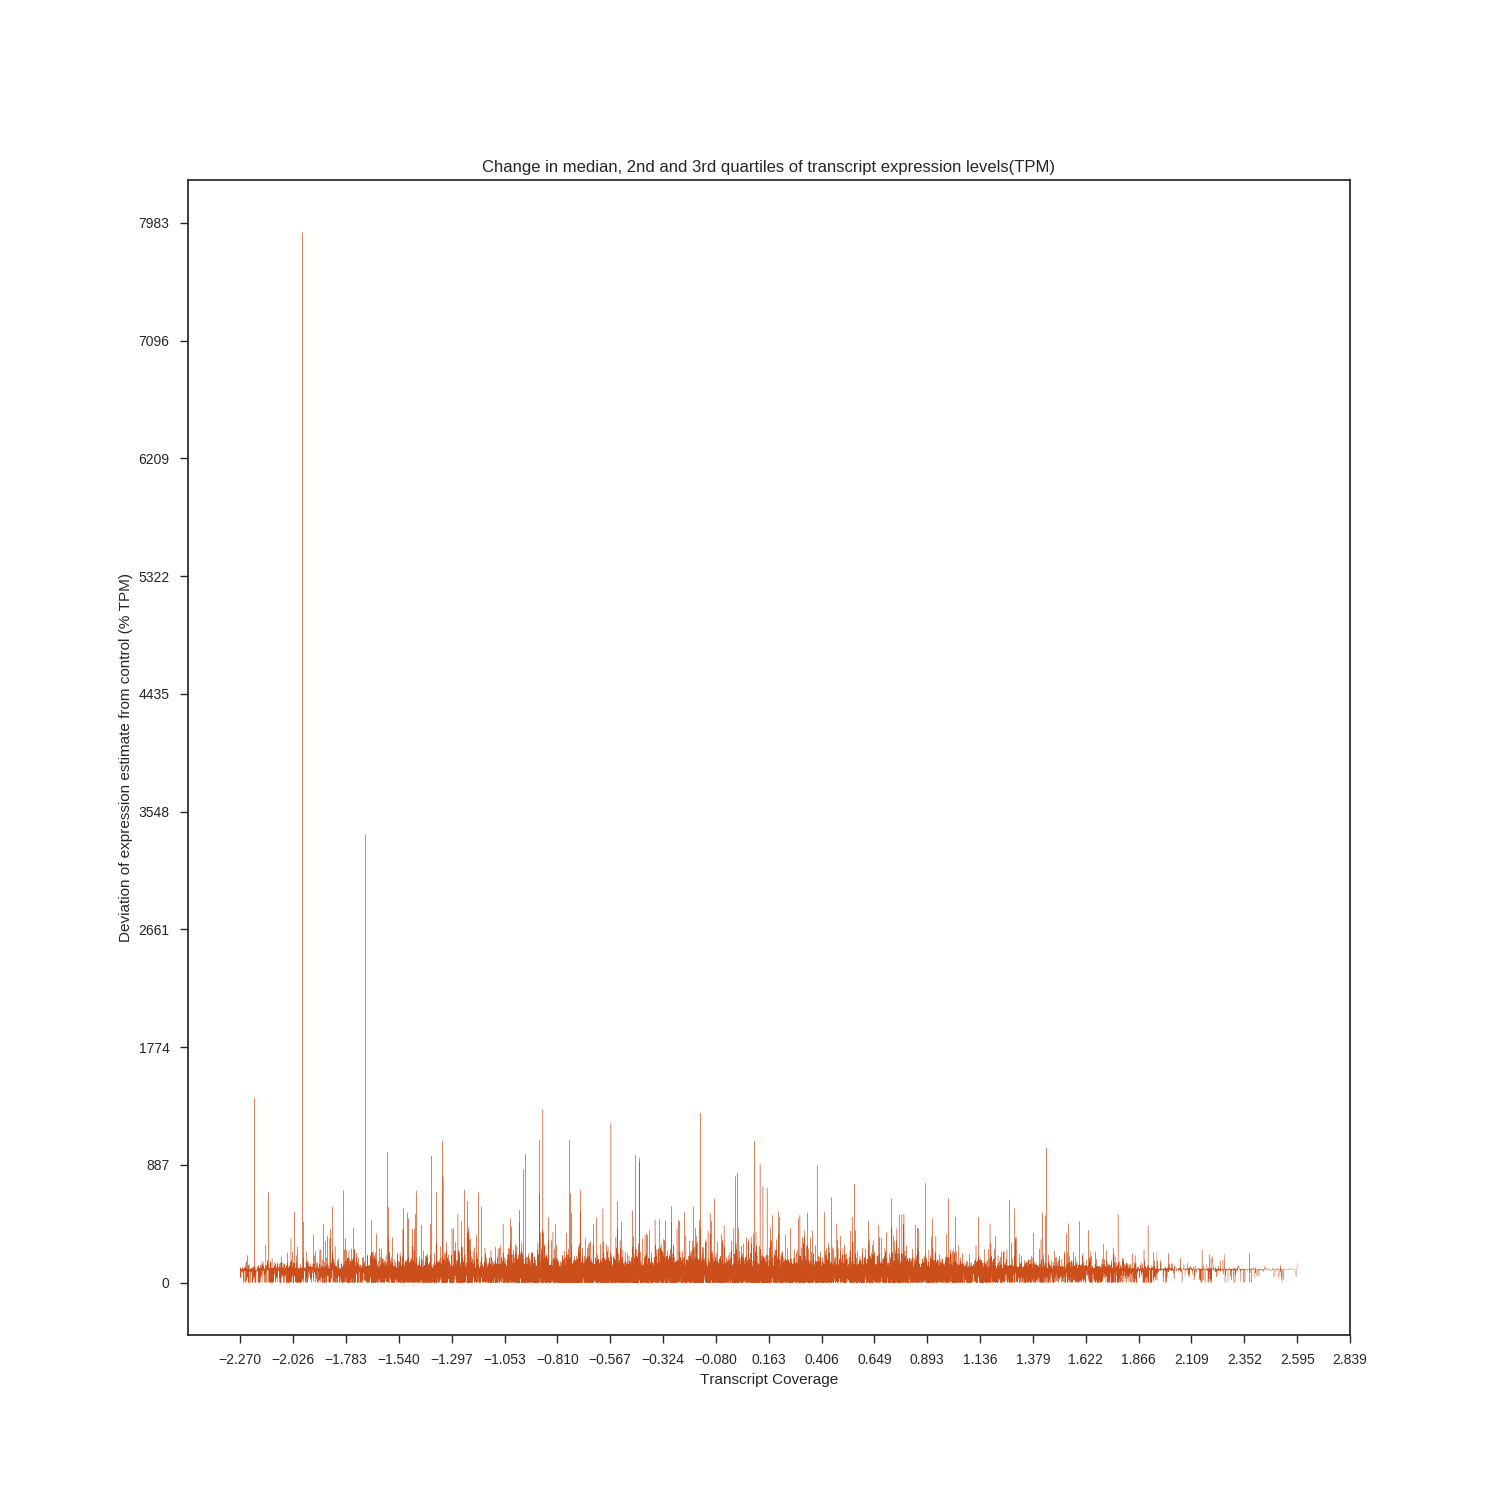 Change in median, 2nd and 3rd quartiles of transcript expression levels(TPM)
7983
7096
6209
5322
4435
3548
2661
1774
887
0
Deviation of expression estimate from control (% TPM)
−2.270 −2.026 −1.783 −1.540 −1.297 −1.053 −0.810 −0.567 −0.324 −0.080 0.163 0.406 0.649 0.893 1.136 1.379 1.622 1.866 2.109 2.352 2.595 2.839
Transcript Coverage